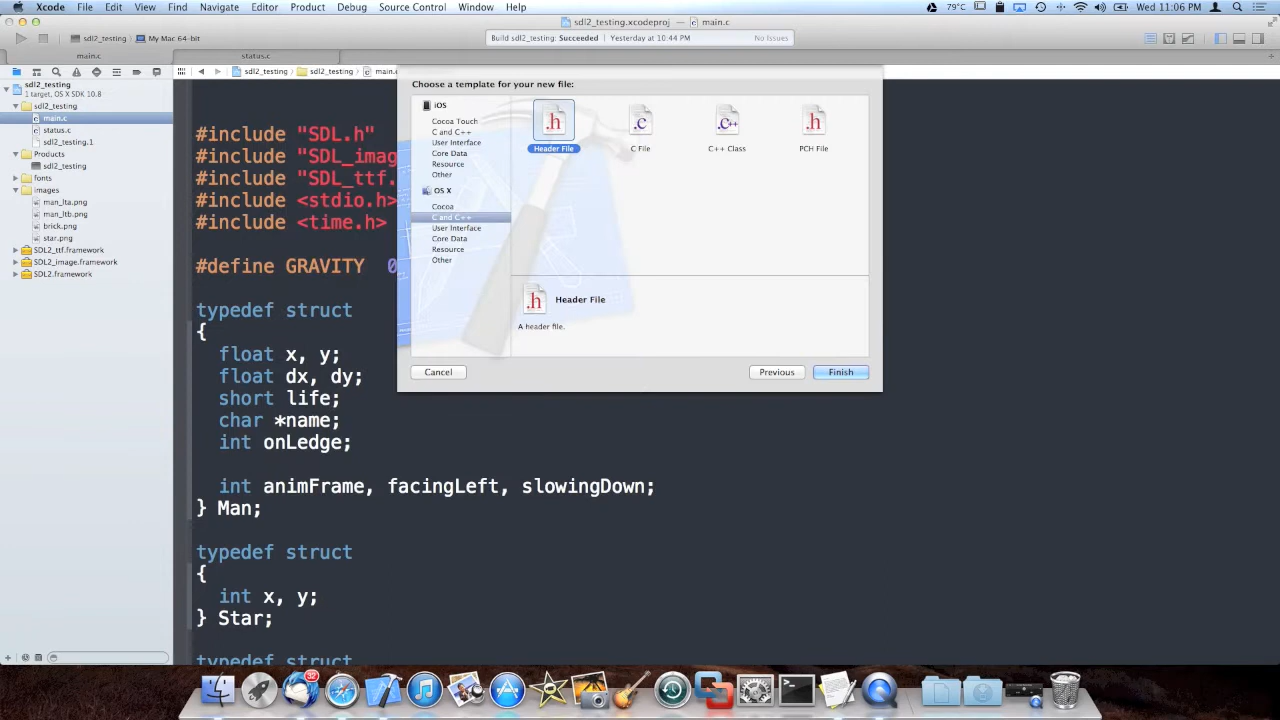 Xcode File Edit View Find Navigate Editor Product Debug Source Control Window Help 79°C Wed 11:06 PM
sdl2_testing.xcodeproj — main.c
sdl2_testing My Mac 64-bit
Build sdl2_testing: Succeeded Yesterday at 10:44 PM No Issues
main.c status.c
sdl2_testing sdl2_testing main.c
sdl2_testing
1 target, OS X SDK 10.8
sdl2_testing
main.c
status.c
sdl2_testing.1
Products
sdl2_testing
fonts
images
man_lta.png
man_ltb.png
brick.png
star.png
SDL2_ttf.framework
SDL2_image.framework
SDL2.framework
#include "SDL.h"
#include "SDL_imag
#include "SDL_ttf.
#include <stdio.h>
#include <time.h>
#define GRAVITY 0
typedef struct
{
float x, y;
float dx, dy;
short life;
char *name;
int onLedge;
int animFrame, facingLeft, slowingDown;
} Man;
typedef struct
{
int x, y;
} Star;
typedef struct
Choose a template for your new file:
iOS
Cocoa Touch
C and C++
User Interface
Core Data
Resource
Other
OS X
Cocoa
C and C++
User Interface
Core Data
Resource
Other
.h c C++ .h
Header File C File C++ Class PCH File
.h Header File
A header file.
Cancel Previous Finish
32